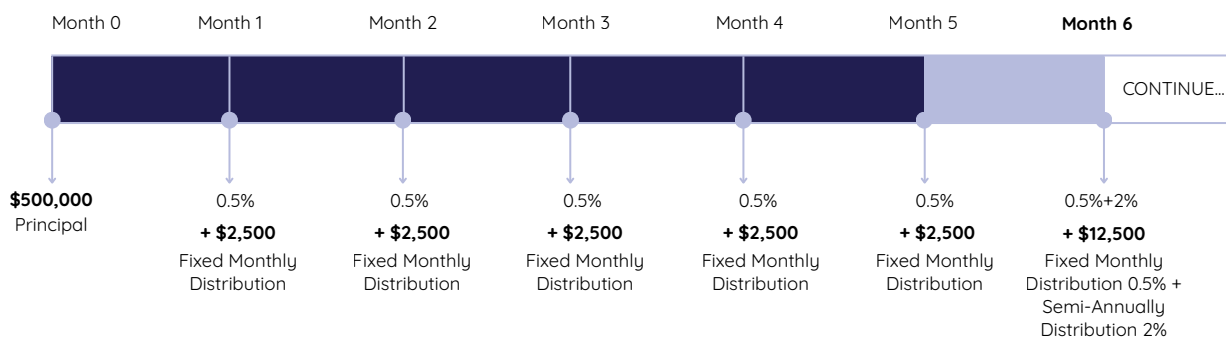 Month 0
Month 1
Month 2
Month 3
Month 4
Month 5
Month 6
CONTINUE...
$500,000
Principal
0.5%
+ $2,500
Fixed Monthly
Distribution
0.5%
+ $2,500
Fixed Monthly
Distribution
0.5%
+ $2,500
Fixed Monthly
Distribution
0.5%
+ $2,500
Fixed Monthly
Distribution
0.5%
+ $2,500
Fixed Monthly
Distribution
0.5%+2%
+ $12,500
Fixed Monthly
Distribution 0.5% +
Semi-Annually
Distribution 2%